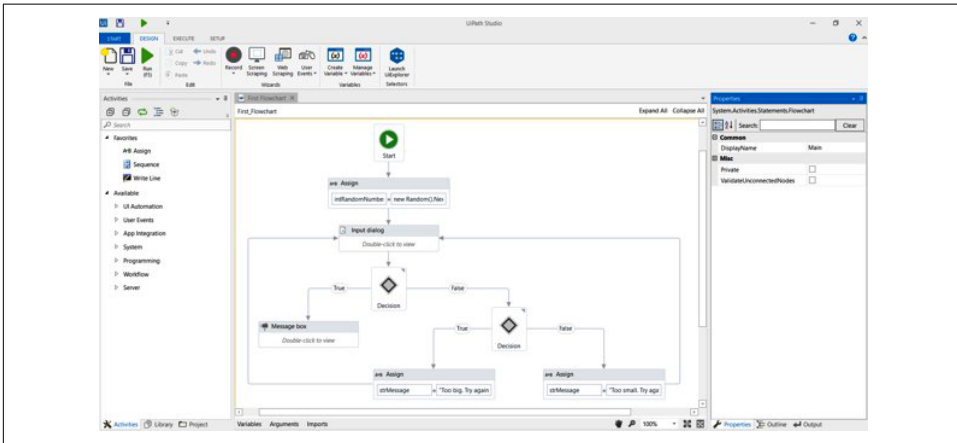 UiPath Studio
START DESIGN EXECUTE SETUP
New Save Run (F5) Cut Copy Paste Undo Redo Record Screen Scraping Web Scraping User Events Create Variable Manage Variables Launch UiExplorer
File Edit Wizards Variables Selectors
Activities
Search
Favorites
A+B Assign
Sequence
Write Line
Available
UI Automation
User Events
App Integration
System
Programming
Workflow
Server
Activities Library Project
First Flowchart
First_Flowchart Expand All Collapse All
Start
A+B Assign
intRandomNumbe = new Random().Nex
Input dialog
Double-click to view
True False
Decision
Message box
Double-click to view
True False
Decision
A+B Assign
strMessage = "Too big. Try again
A+B Assign
strMessage = "Too small. Try aga
Variables Arguments Imports 100%
Properties
System.Activities.Statements.Flowchart
Search: Clear
Common
DisplayName Main
Misc
Private
ValidateUnconnectedNodes
Properties Outline Output